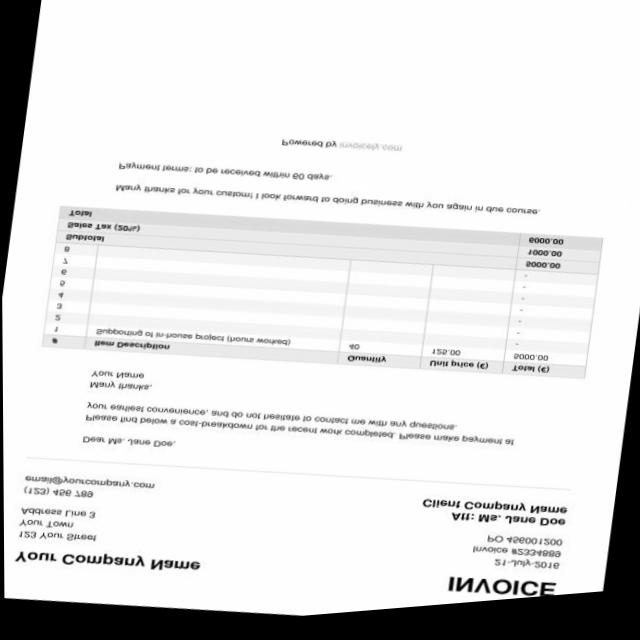 Your Company Name
123 Your Street
Your Town
Address Line 3
(123) 456 789
email@yourcompany.com
INVOICE
21-July-2016
Invoice #2334889
PO 456001200
Att: Ms. Jane Doe
Client Company Name
Dear Ms. Jane Doe,
Please find below a cost-breakdown for the recent work completed. Please make payment at
your earliest convenience, and do not hesitate to contact me with any questions.
Many thanks,
Your Name
# Item Description Quantity Unit price (€) Total (€)
1 Supporting of in-house project (hours worked) 40 125.00 5000.00
2 -
3 -
4 -
5 -
6 -
7 -
8 -
Subtotal 5000.00
Sales Tax (20%) 1000.00
Total 6000.00
Many thanks for your custom! I look forward to doing business with you again in due course.
Payment terms: to be received within 60 days.
Powered by invoicely.com